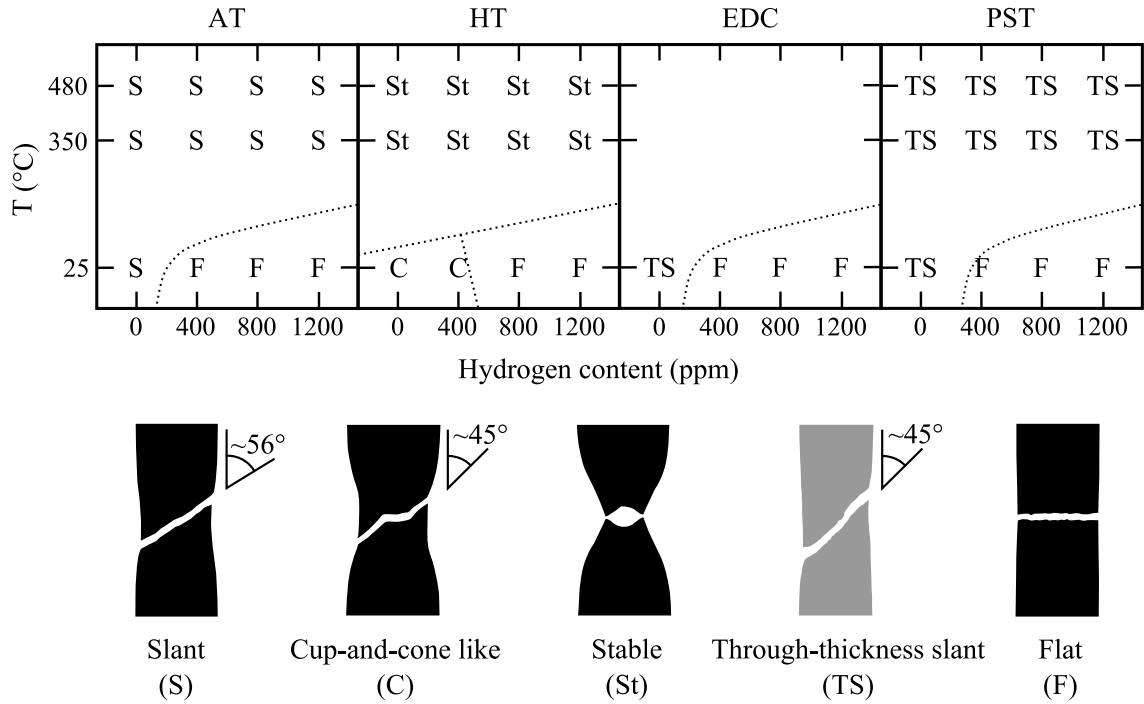 AT HT EDC PST
480 S S S S St St St St TS TS TS TS
350 S S S S St St St St TS TS TS TS
T (°C)
25 S F F F C C F F TS F F F TS F F F
0 400 800 1200 0 400 800 1200 0 400 800 1200 0 400 800 1200
Hydrogen content (ppm)
~56° ~45° ~45°
Slant Cup-and-cone like Stable Through-thickness slant Flat
(S) (C) (St) (TS) (F)